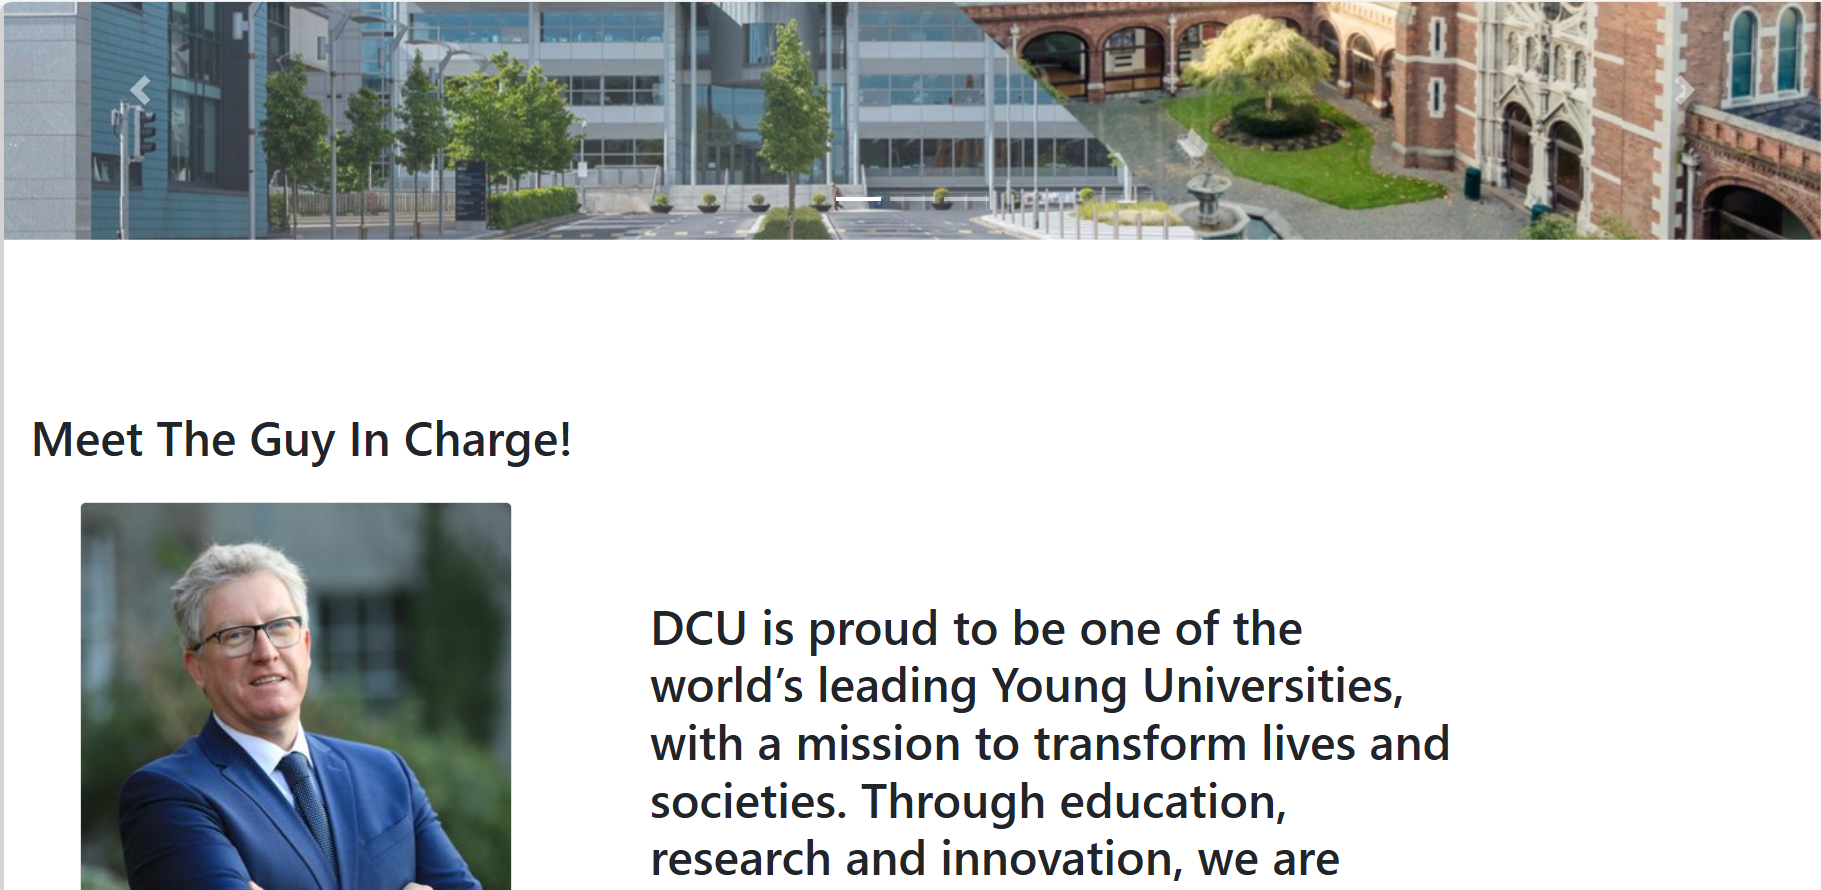 Meet The Guy In Charge!
DCU is proud to be one of the
world’s leading Young Universities,
with a mission to transform lives and
societies. Through education,
research and innovation, we are